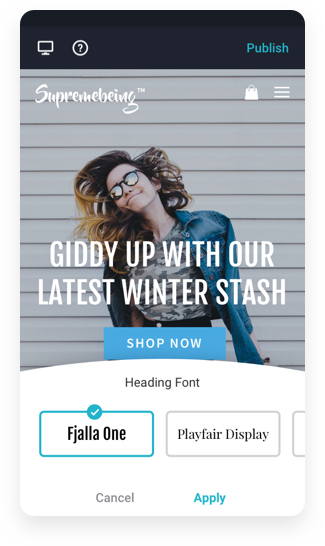 Publish
Supremebeing™
GIDDY UP WITH OUR
LATEST WINTER STASH
SHOP NOW
Heading Font
Fjalla One
Playfair Display
Cancel
Apply